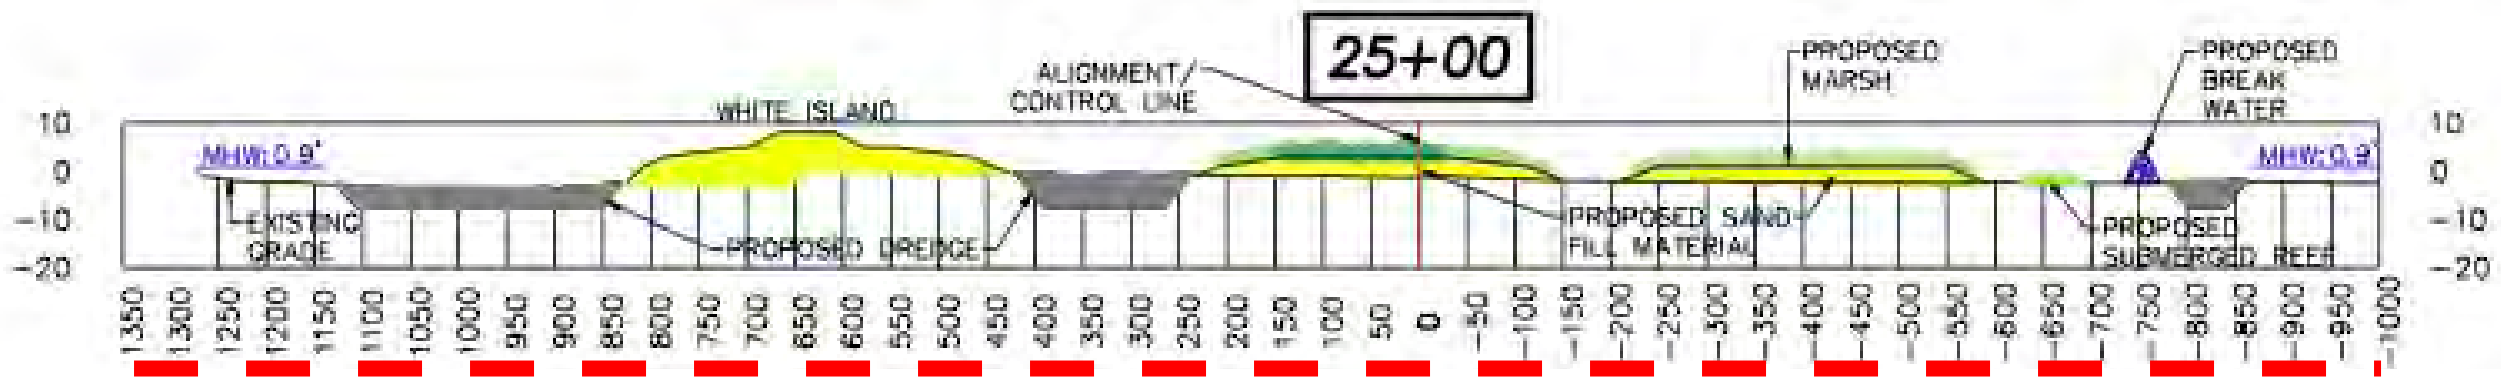 25+00
ALIGNMENT/
CONTROL LINE
PROPOSED
MARSH
PROPOSED
BREAK
WATER
WHITE ISLAND
10
0
-10
-20
MHW: 0.9'
EXISTING
GRADE
PROPOSED DREDGE
PROPOSED SAND
FILL MATERIAL
PROPOSED
SUBMERGED REEF
MHW: 0.9'
10
0
-10
-20
1350 1300 1250 1200 1150 1100 1050 1000 950 900 850 800 750 700 650 600 550 500 450 400 350 300 250 200 150 100 50 0 -50 -100 -150 -200 -250 -300 -350 -400 -450 -500 -550 -600 -650 -700 -750 -800 -850 -900 -950 -1000